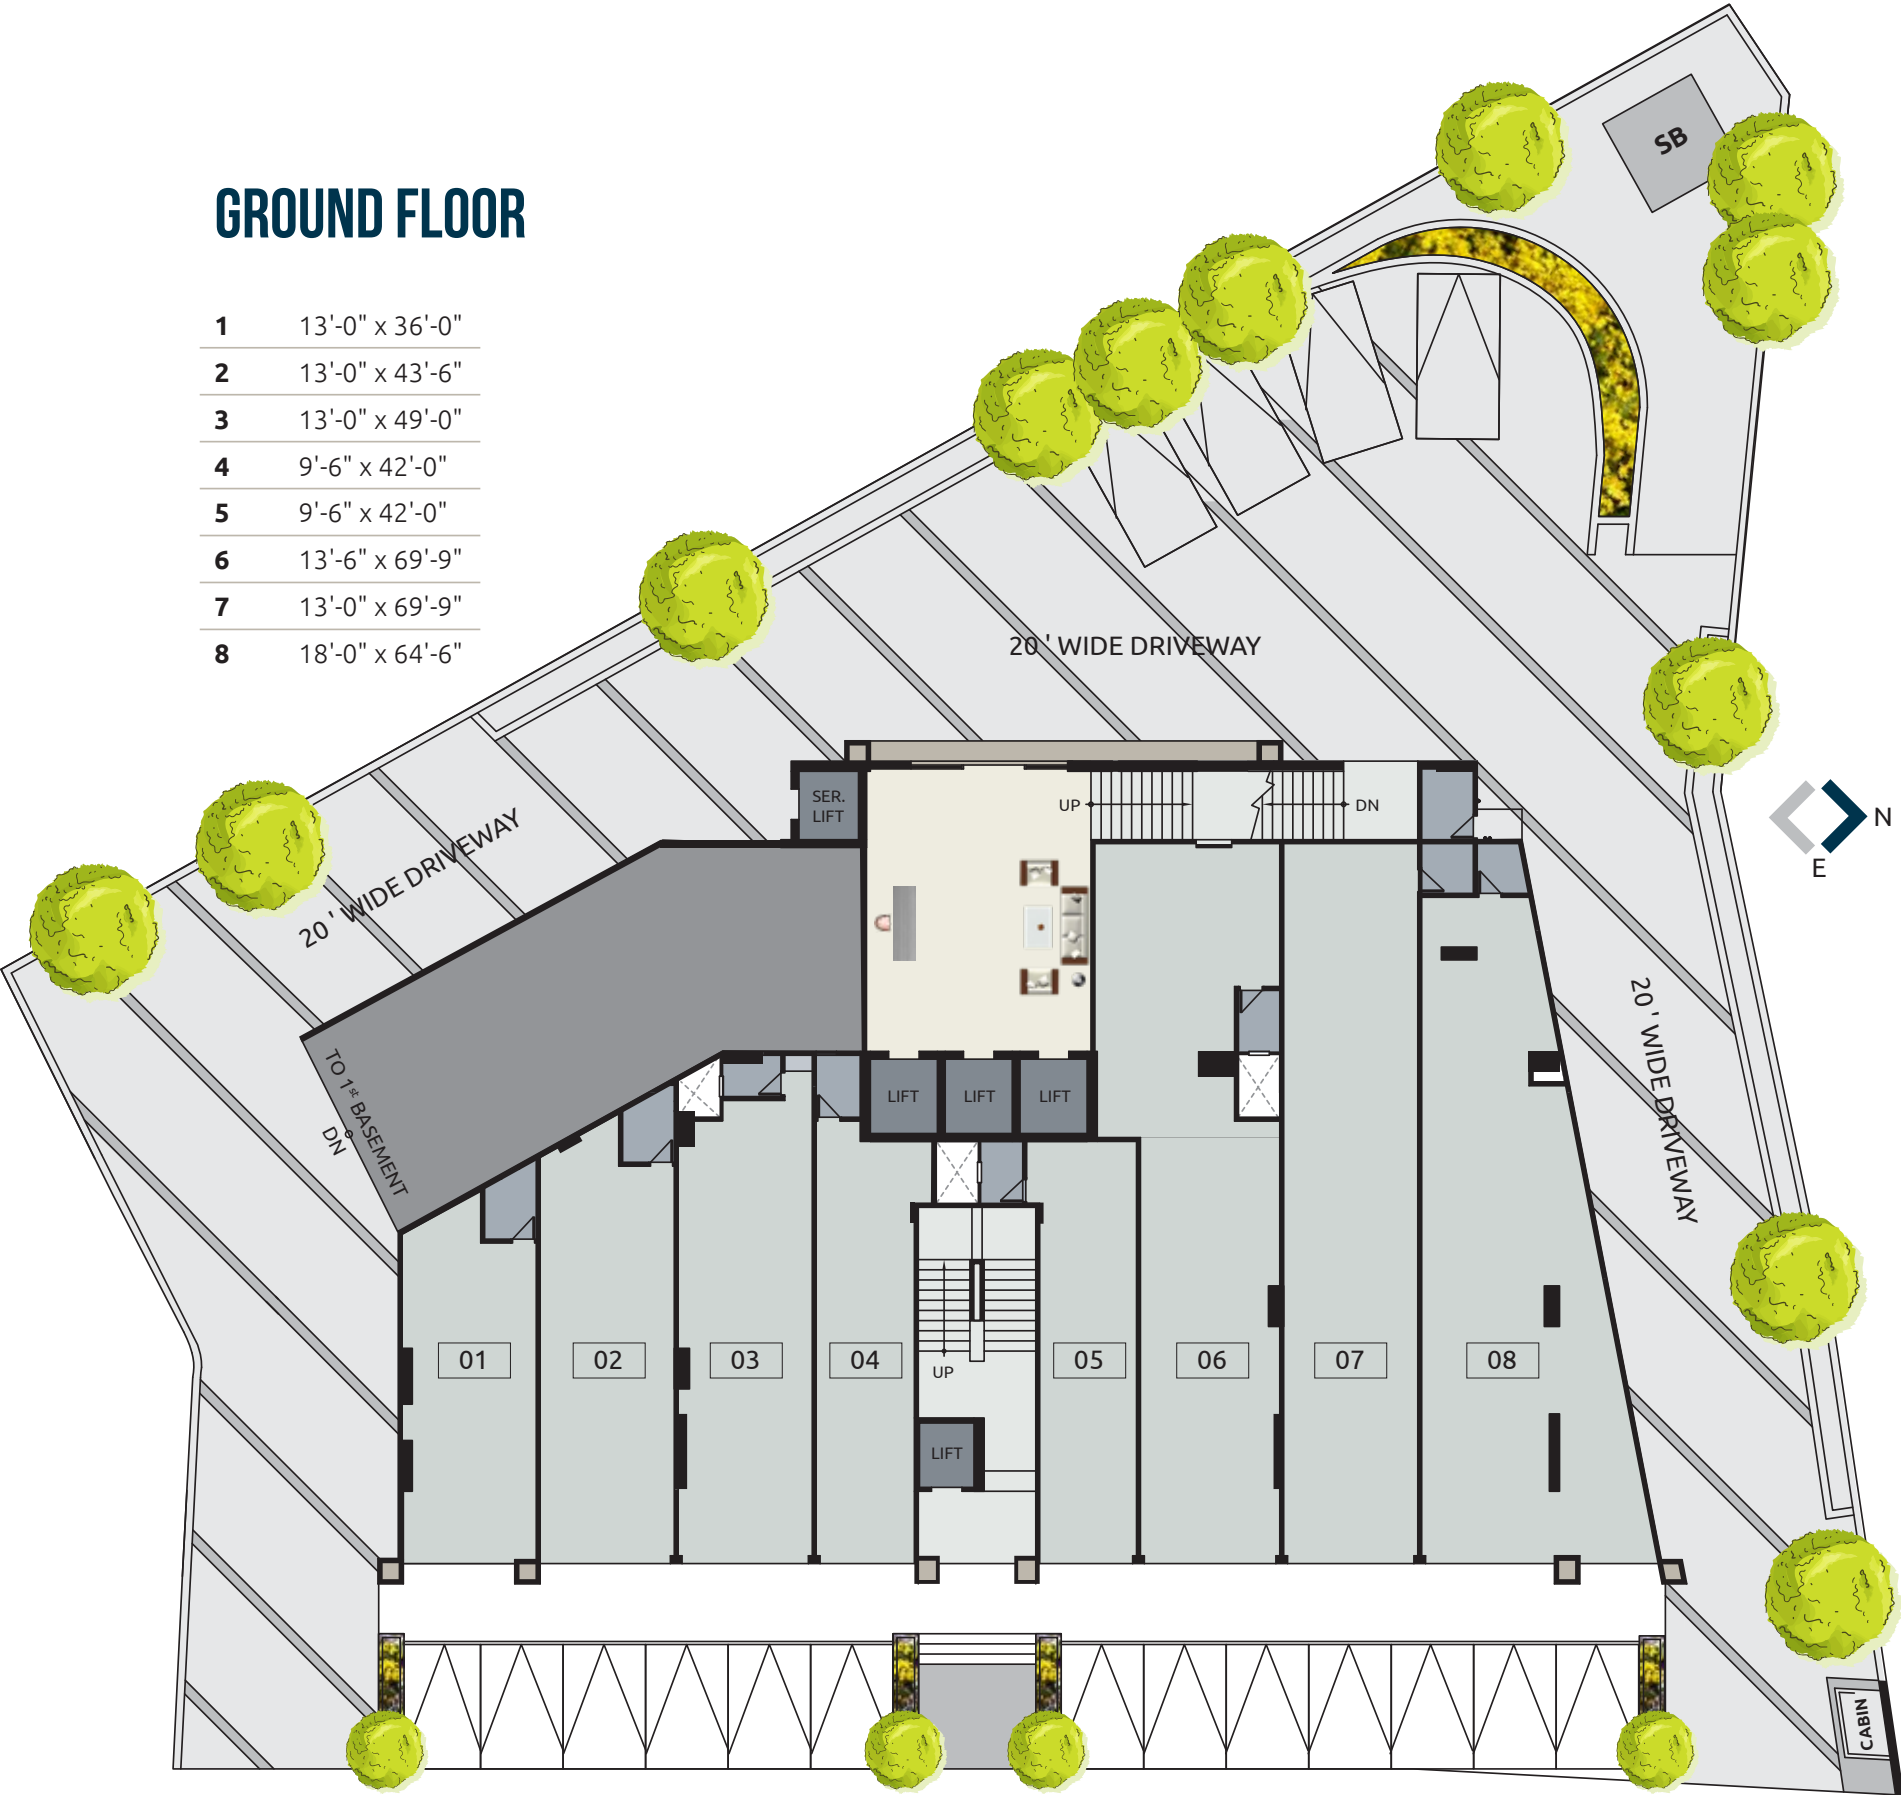 GROUND FLOOR
1 13'-0" x 36'-0"
2 13'-0" x 43'-6"
3 13'-0" x 49'-0"
4 9'-6" x 42'-0"
5 9'-6" x 42'-0"
6 13'-6" x 69'-9"
7 13'-0" x 69'-9"
8 18'-0" x 64'-6"
SB
20' WIDE DRIVEWAY
20' WIDE DRIVEWAY
SER.
LIFT
UP
DN
N
E
20' WIDE DRIVEWAY
TO 1st BASEMENT
DN
LIFT
LIFT
LIFT
01
02
03
04
UP
05
06
07
08
LIFT
CABIN